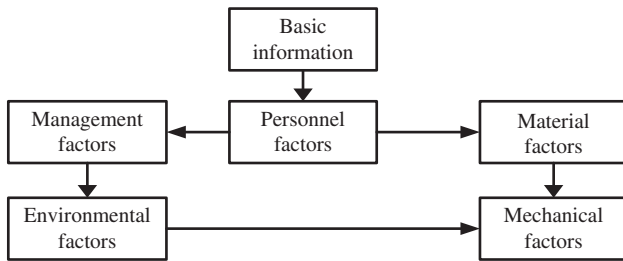 Basic
information
Management
factors
Personnel
factors
Material
factors
Environmental
factors
Mechanical
factors